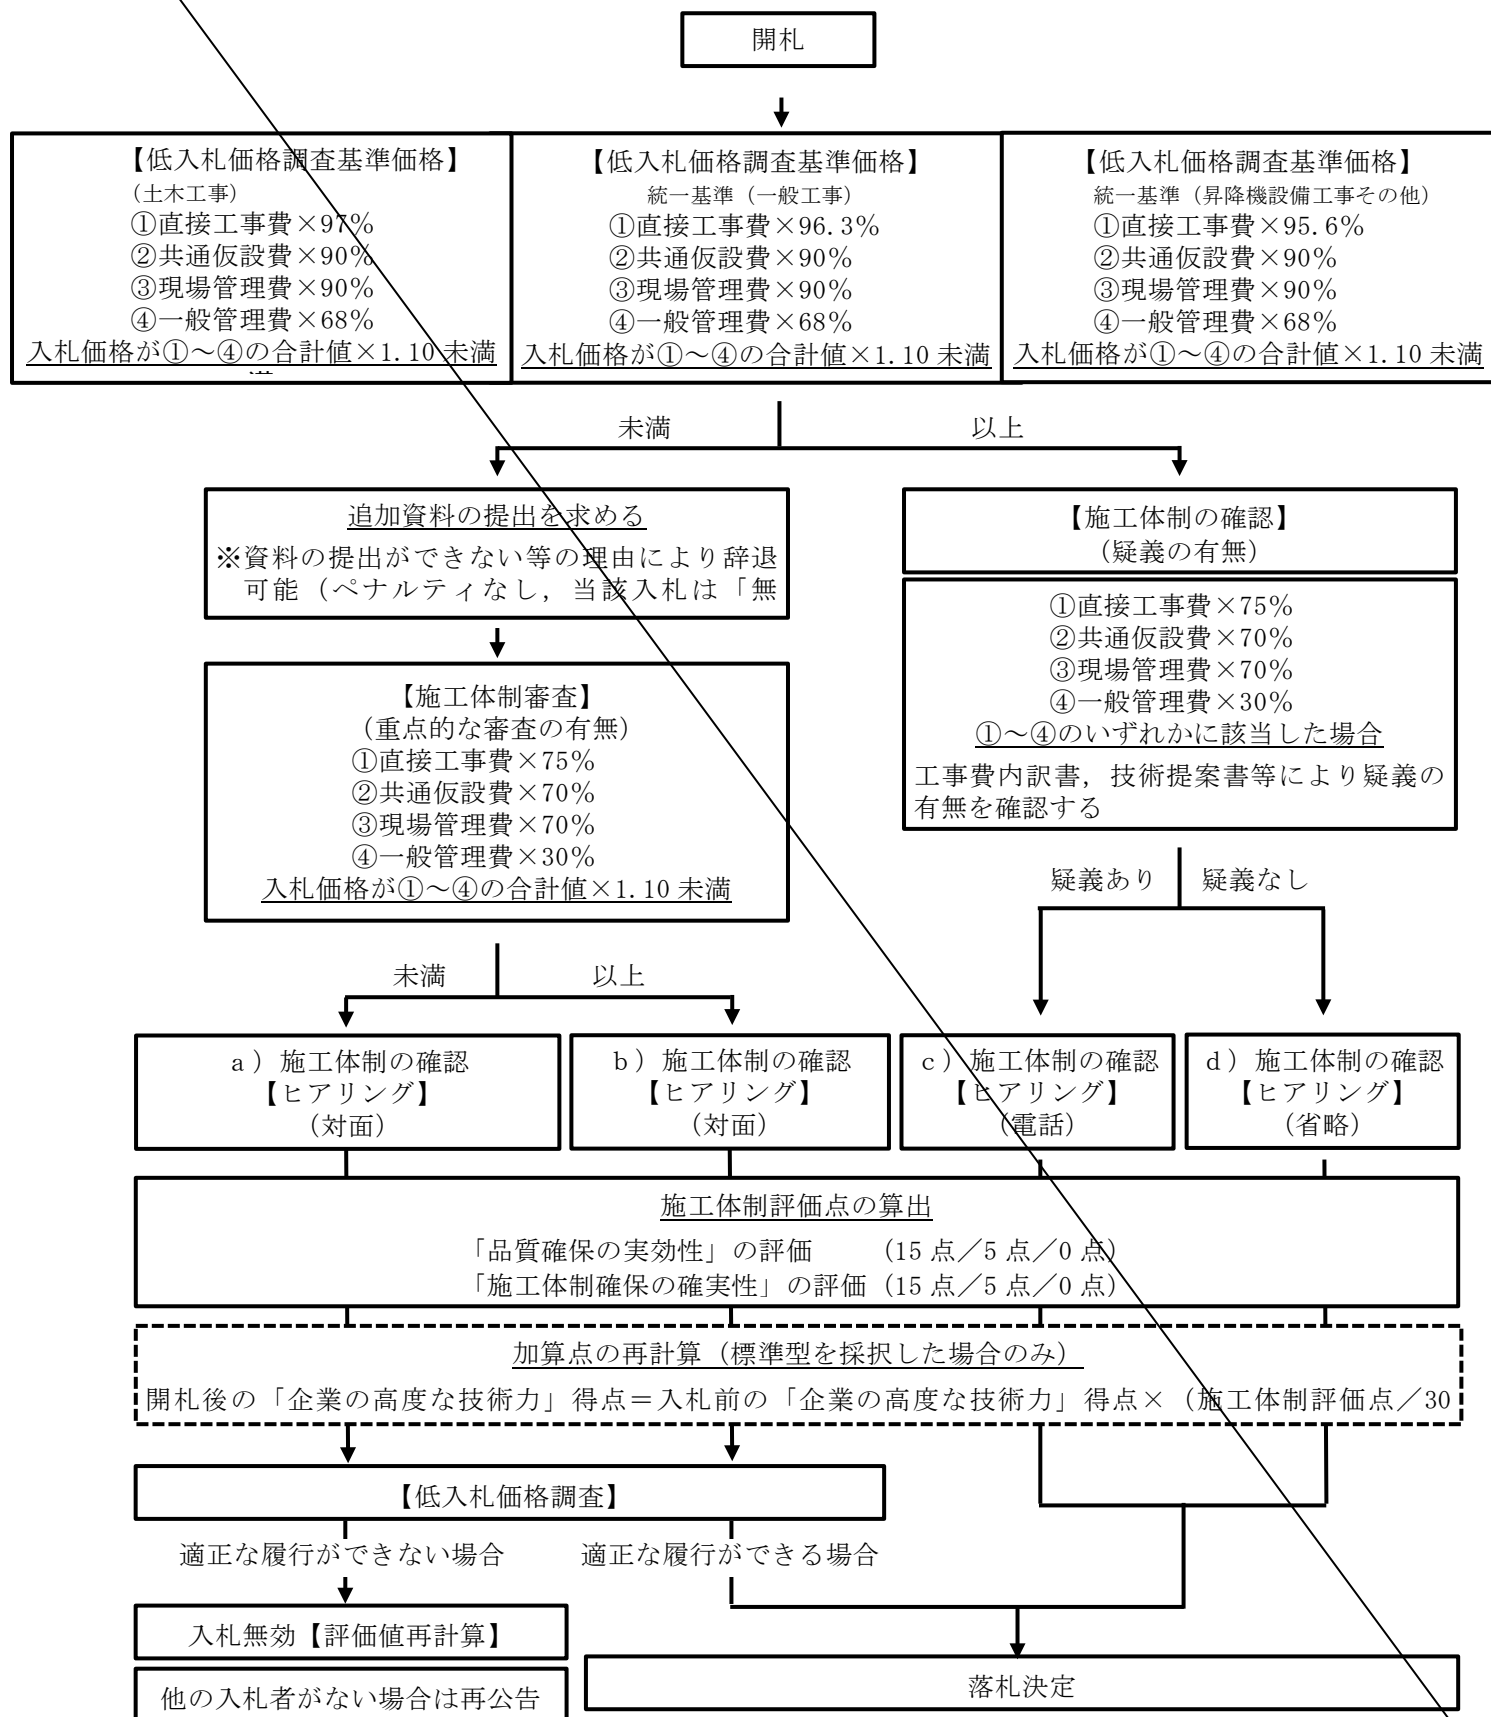 開札
【低入札価格調査基準価格】
(土木工事)
①直接工事費×97％
②共通仮設費×90％
③現場管理費×90％
④一般管理費×68％
入札価格が①～④の合計値×1.10未満
【低入札価格調査基準価格】
統一基準（一般工事）
①直接工事費×96.3％
②共通仮設費×90％
③現場管理費×90％
④一般管理費×68％
入札価格が①～④の合計値×1.10未満
【低入札価格調査基準価格】
統一基準（昇降機設備工事その他）
①直接工事費×95.6％
②共通仮設費×90％
③現場管理費×90％
④一般管理費×68％
入札価格が①～④の合計値×1.10未満
未満
以上
追加資料の提出を求める
※資料の提出ができない等の理由により辞退
可能（ペナルティなし，当該入札は「無
【施工体制の確認】
（疑義の有無）
①直接工事費×75％
②共通仮設費×70％
③現場管理費×70％
④一般管理費×30％
①～④のいずれかに該当した場合
工事費内訳書，技術提案書等により疑義の
有無を確認する
【施工体制審査】
（重点的な審査の有無）
①直接工事費×75％
②共通仮設費×70％
③現場管理費×70％
④一般管理費×30％
入札価格が①～④の合計値×1.10未満
疑義あり
疑義なし
未満
以上
a）施工体制の確認
【ヒアリング】
（対面）
b）施工体制の確認
【ヒアリング】
（対面）
c）施工体制の確認
【ヒアリング】
（電話）
d）施工体制の確認
【ヒアリング】
（省略）
施工体制評価点の算出
「品質確保の実効性」の評価　　（15点／5点／0点）
「施工体制確保の確実性」の評価（15点／5点／0点）
加算点の再計算（標準型を採択した場合のみ）
開札後の「企業の高度な技術力」得点＝入札前の「企業の高度な技術力」得点×（施工体制評価点／30
【低入札価格調査】
適正な履行ができない場合
適正な履行ができる場合
入札無効【評価値再計算】
他の入札者がない場合は再公告
落札決定